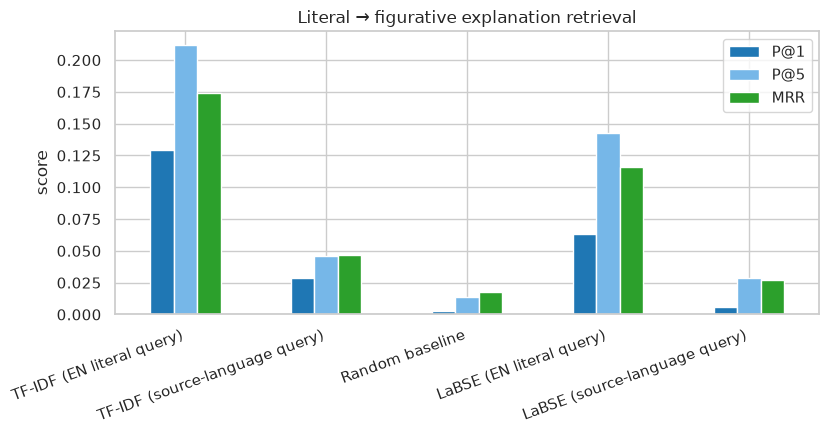 Literal → figurative explanation retrieval
P@1
P@5
MRR
score
0.200
0.175
0.150
0.125
0.100
0.075
0.050
0.025
0.000
TF-IDF (EN literal query)
TF-IDF (source-language query)
Random baseline
LaBSE (EN literal query)
LaBSE (source-language query)